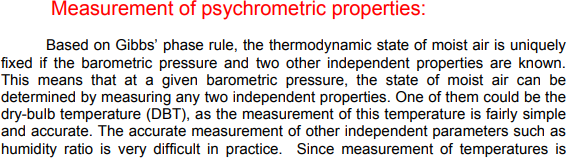 Measurement of psychrometric properties:
Based on Gibbs’ phase rule, the thermodynamic state of moist air is uniquely
fixed if the barometric pressure and two other independent properties are known.
This means that at a given barometric pressure, the state of moist air can be
determined by measuring any two independent properties. One of them could be the
dry-bulb temperature (DBT), as the measurement of this temperature is fairly simple
and accurate. The accurate measurement of other independent parameters such as
humidity ratio is very difficult in practice.  Since measurement of temperatures is